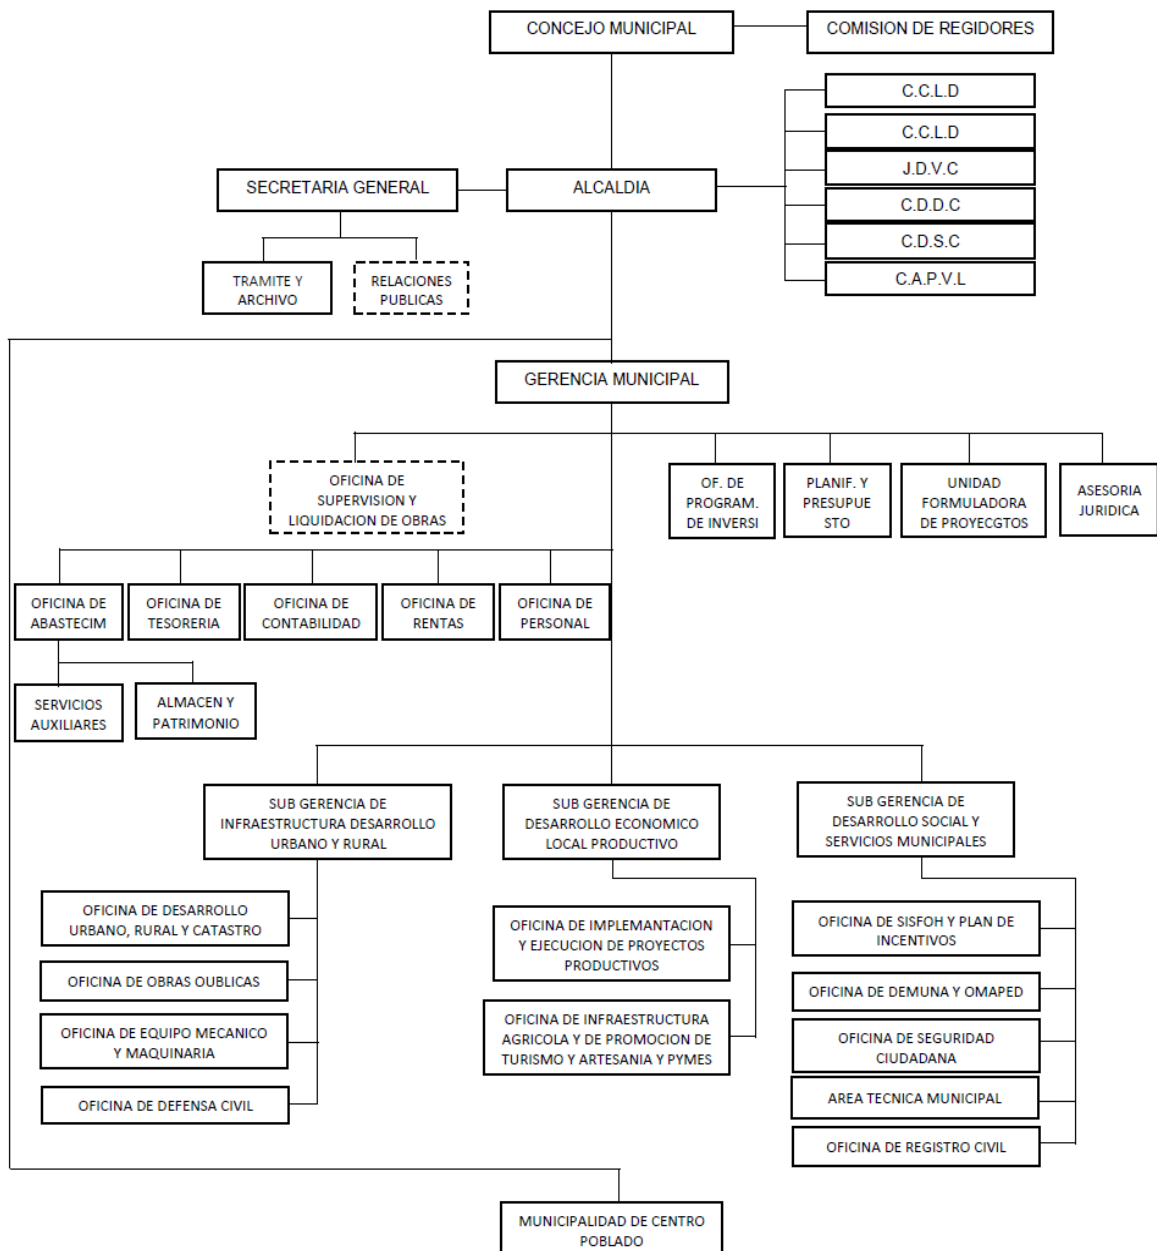 CONCEJO MUNICIPAL
COMISION DE REGIDORES
C.C.L.D
C.C.L.D
J.D.V.C
C.D.D.C
C.D.S.C
C.A.P.V.L
SECRETARIA GENERAL
ALCALDIA
TRAMITE Y
ARCHIVO
RELACIONES
PUBLICAS
GERENCIA MUNICIPAL
OFICINA DE
SUPERVISION Y
LIQUIDACION DE OBRAS
OF. DE
PROGRAM.
DE INVERSI
PLANIF. Y
PRESUPUE
STO
UNIDAD
FORMULADORA
DE PROYECGTOS
ASESORIA
JURIDICA
OFICINA DE
ABASTECIM
OFICINA DE
TESORERIA
OFICINA DE
CONTABILIDAD
OFICINA DE
RENTAS
OFICINA DE
PERSONAL
SERVICIOS
AUXILIARES
ALMACEN Y
PATRIMONIO
SUB GERENCIA DE
INFRAESTRUCTURA DESARROLLO
URBANO Y RURAL
SUB GERENCIA DE
DESARROLLO ECONOMICO
LOCAL PRODUCTIVO
SUB GERENCIA DE
DESARROLLO SOCIAL Y
SERVICIOS MUNICIPALES
OFICINA DE DESARROLLO
URBANO, RURAL Y CATASTRO
OFICINA DE OBRAS OUBLICAS
OFICINA DE EQUIPO MECANICO
Y MAQUINARIA
OFICINA DE DEFENSA CIVIL
OFICINA DE IMPLEMANTACION
Y EJECUCION DE PROYECTOS
PRODUCTIVOS
OFICINA DE INFRAESTRUCTURA
AGRICOLA Y DE PROMOCION DE
TURISMO Y ARTESANIA Y PYMES
OFICINA DE SISFOH Y PLAN DE
INCENTIVOS
OFICINA DE DEMUNA Y OMAPED
OFICINA DE SEGURIDAD
CIUDADANA
AREA TECNICA MUNICIPAL
OFICINA DE REGISTRO CIVIL
MUNICIPALIDAD DE CENTRO
POBLADO